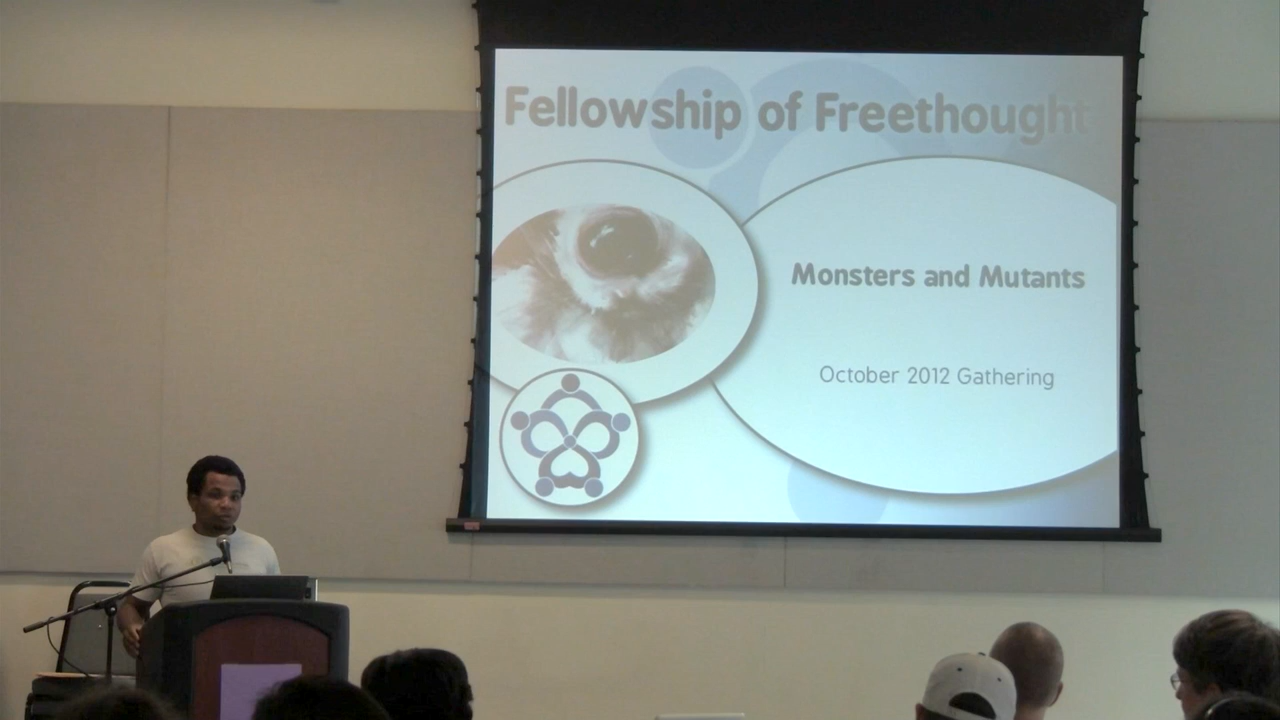 Fellowship of Freethought
Monsters and Mutants
October 2012 Gathering